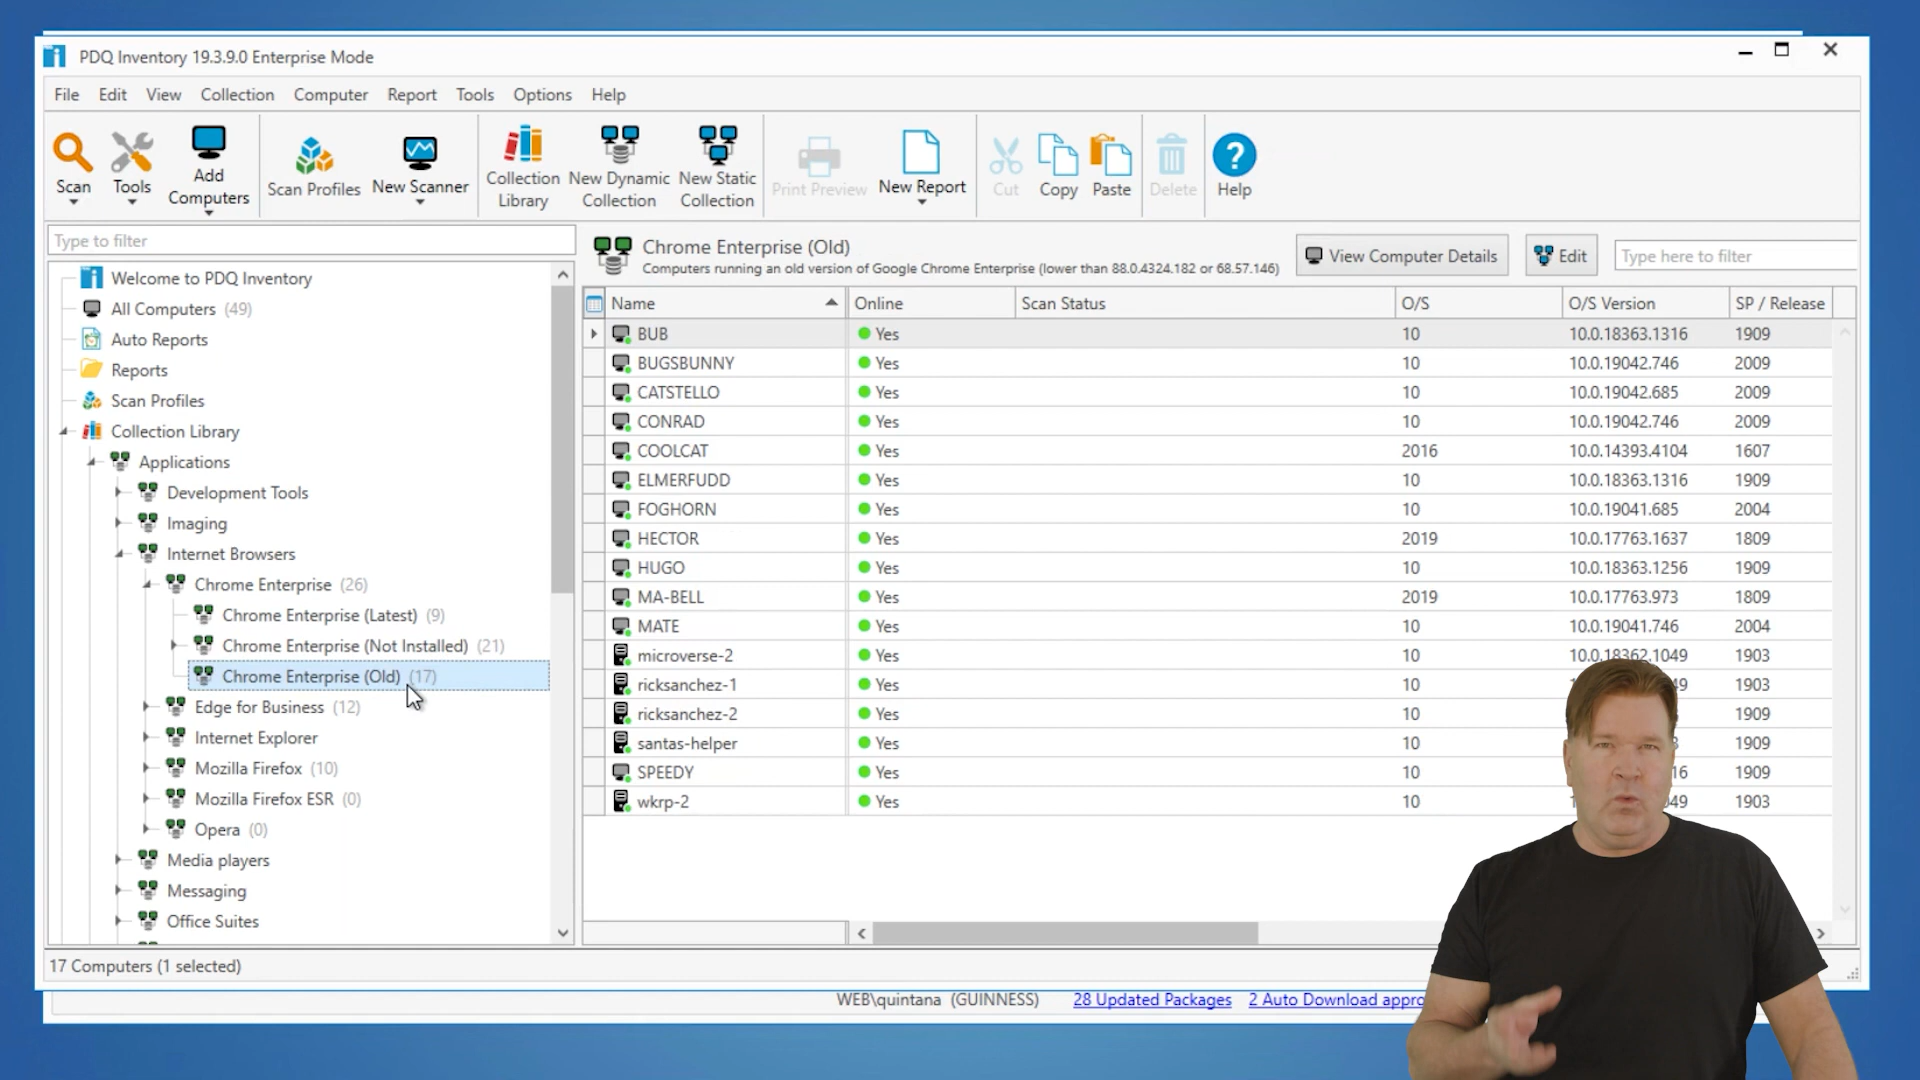 PDQ Inventory 19.3.9.0 Enterprise Mode
File Edit View Collection Computer Report Tools Options Help
Scan
Tools
Add Computers
Scan Profiles
New Scanner
Collection Library
New Dynamic Collection
New Static Collection
Print Preview
New Report
Cut
Copy
Paste
Delete
Help
Type to filter
Welcome to PDQ Inventory
All Computers (49)
Auto Reports
Reports
Scan Profiles
Collection Library
Applications
Development Tools
Imaging
Internet Browsers
Chrome Enterprise (26)
Chrome Enterprise (Latest) (9)
Chrome Enterprise (Not Installed) (21)
Chrome Enterprise (Old) (17)
Edge for Business (12)
Internet Explorer
Mozilla Firefox (10)
Mozilla Firefox ESR (0)
Opera (0)
Media players
Messaging
Office Suites
Chrome Enterprise (Old)
Computers running an old version of Google Chrome Enterprise (lower than 88.0.4324.182 or 68.57.146)
View Computer Details
Edit
Type here to filter
Name Online Scan Status O/S O/S Version SP / Release
BUB Yes 10 10.0.18363.1316 1909
BUGSBUNNY Yes 10 10.0.19042.746 2009
CATSTELLO Yes 10 10.0.19042.685 2009
CONRAD Yes 10 10.0.19042.746 2009
COOLCAT Yes 2016 10.0.14393.4104 1607
ELMERFUDD Yes 10 10.0.18363.1316 1909
FOGHORN Yes 10 10.0.19041.685 2004
HECTOR Yes 2019 10.0.17763.1637 1809
HUGO Yes 10 10.0.18363.1256 1909
MA-BELL Yes 2019 10.0.17763.973 1809
MATE Yes 10 10.0.19041.746 2004
microverse-2 Yes 10 10.0.18362.1049 1903
ricksanchez-1 Yes 10 1903
ricksanchez-2 Yes 10 1909
santas-helper Yes 10 1909
SPEEDY Yes 10 1909
wkrp-2 Yes 10 1903
17 Computers (1 selected)
WEB\quintana (GUINNESS) 28 Updated Packages 2 Auto Download appro